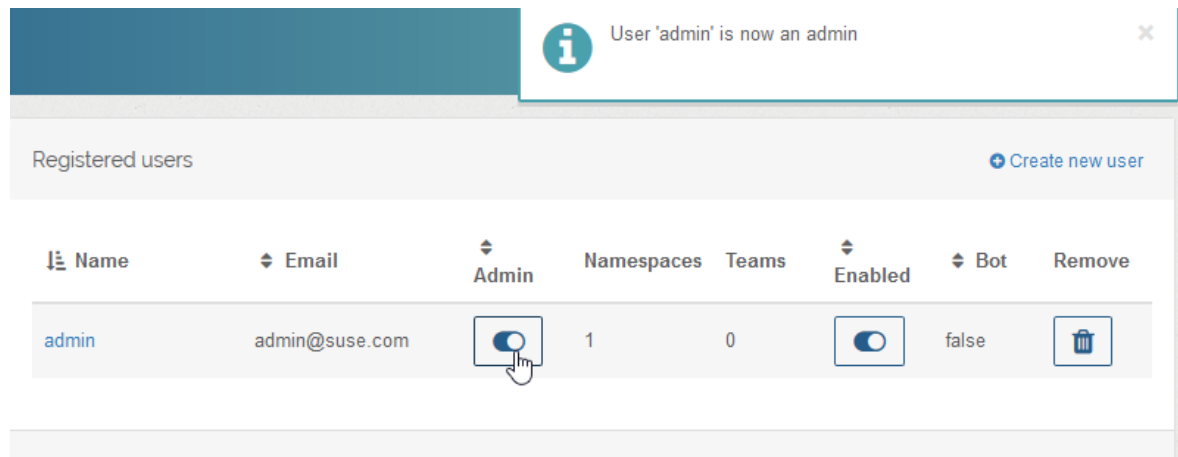 User 'admin' is now an admin
Registered users
Create new user
Name Email Admin Namespaces Teams Enabled Bot Remove
admin admin@suse.com 1 0 false